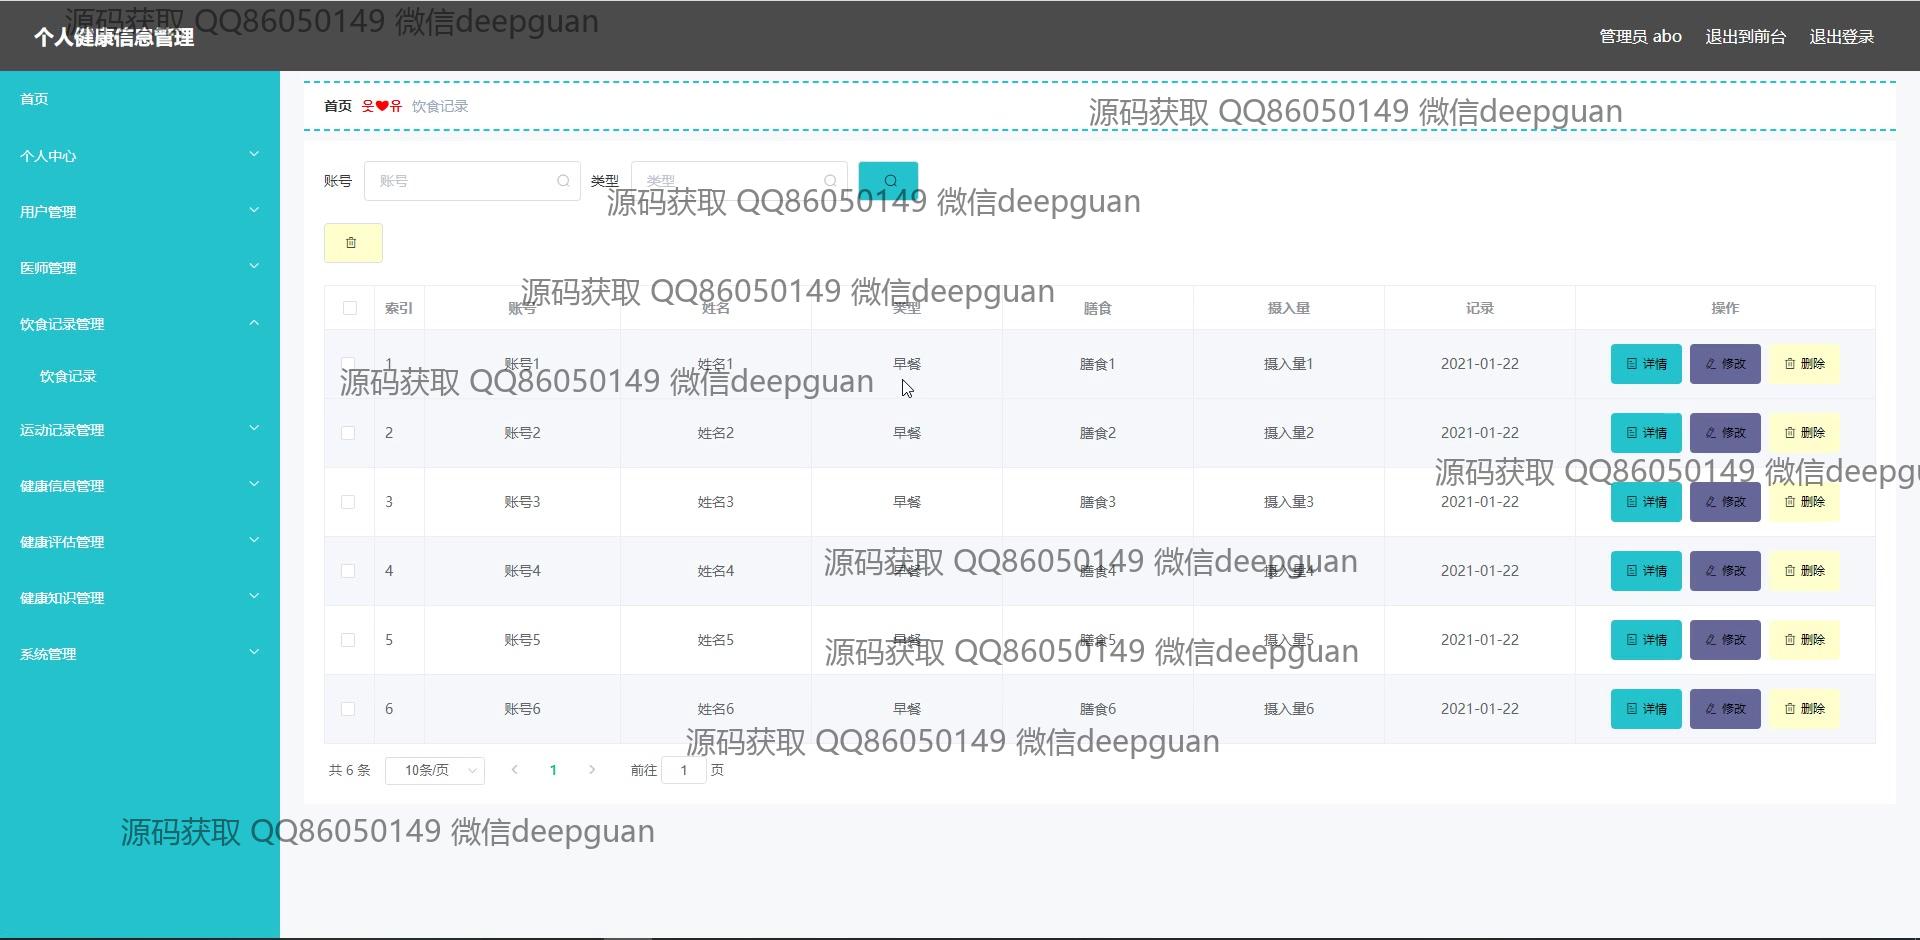 源码获取 QQ86050149 微信deepguan
个人健康信息管理
管理员 abo 退出到前台 退出登录
首页
个人中心
用户管理
医师管理
饮食记录管理
饮食记录
运动记录管理
健康信息管理
健康评估管理
健康知识管理
系统管理
首页 웃❤유 饮食记录
源码获取 QQ86050149 微信deepguan
账号 账号 类型 类型
源码获取 QQ86050149 微信deepguan
源码获取 QQ86050149 微信deepguan
索引 账号 姓名 类型 膳食 摄入量 记录 操作
1 账号1 姓名1 早餐 膳食1 摄入量1 2021-01-22 详情 修改 删除
源码获取 QQ86050149 微信deepguan
2 账号2 姓名2 早餐 膳食2 摄入量2 2021-01-22 详情 修改 删除
源码获取 QQ86050149 微信deepgu
3 账号3 姓名3 早餐 膳食3 摄入量3 2021-01-22 详情 修改 删除
源码获取 QQ86050149 微信deepguan
4 账号4 姓名4 早餐 膳食4 摄入量4 2021-01-22 详情 修改 删除
5 账号5 姓名5 早餐 膳食5 摄入量5 2021-01-22 详情 修改 删除
源码获取 QQ86050149 微信deepguan
6 账号6 姓名6 早餐 膳食6 摄入量6 2021-01-22 详情 修改 删除
源码获取 QQ86050149 微信deepguan
共 6 条 10条/页 1 前往 1 页
源码获取 QQ86050149 微信deepguan